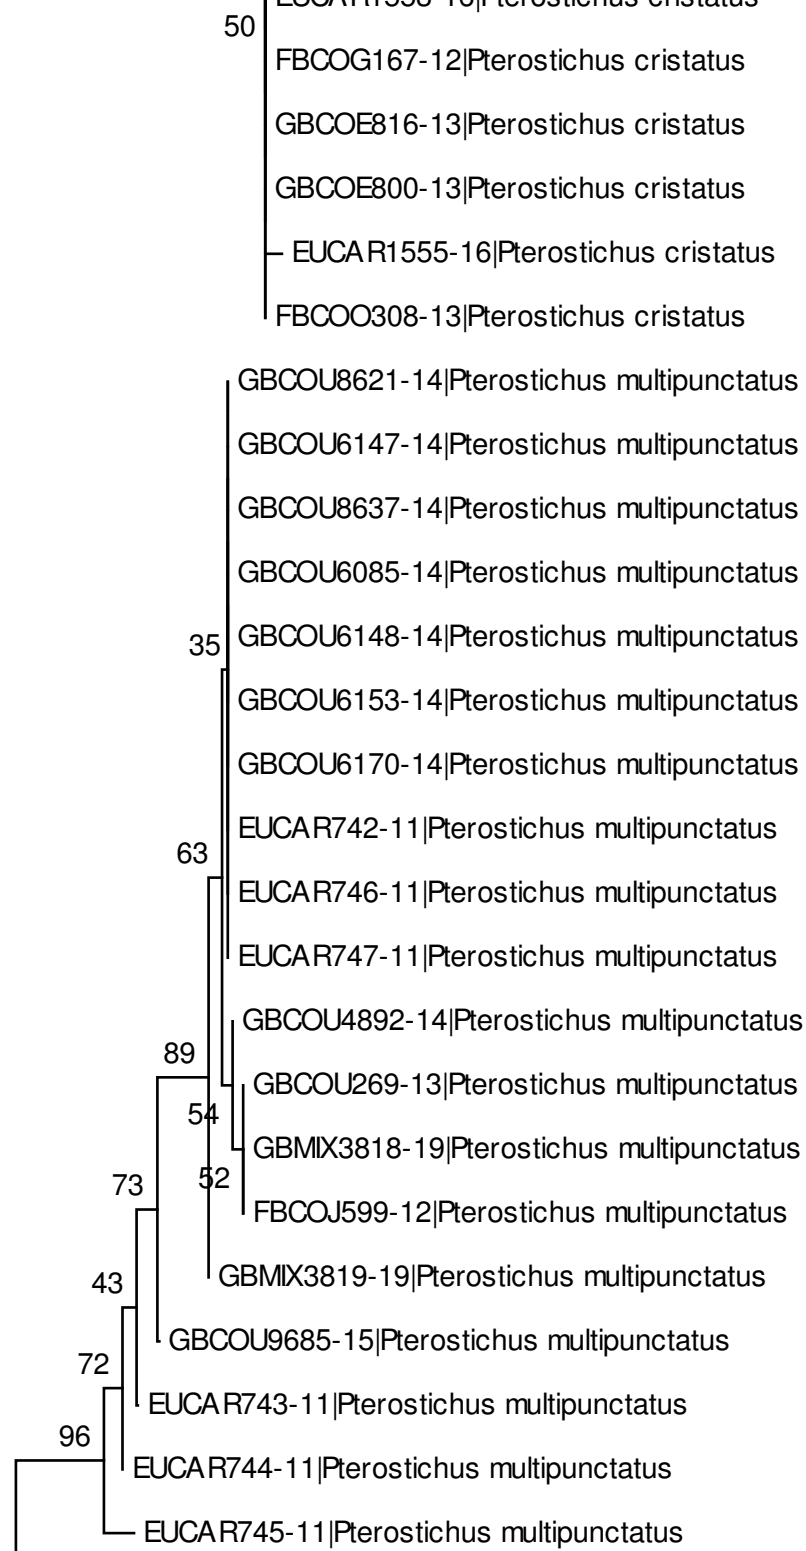 50
FBCOG167-12|Pterostichus cristatus
GBCOE816-13|Pterostichus cristatus
GBCOE800-13|Pterostichus cristatus
EUCAR1555-16|Pterostichus cristatus
FBCOO308-13|Pterostichus cristatus
GBCOU8621-14|Pterostichus multipunctatus
GBCOU6147-14|Pterostichus multipunctatus
GBCOU8637-14|Pterostichus multipunctatus
GBCOU6085-14|Pterostichus multipunctatus
35
GBCOU6148-14|Pterostichus multipunctatus
GBCOU6153-14|Pterostichus multipunctatus
GBCOU6170-14|Pterostichus multipunctatus
EUCAR742-11|Pterostichus multipunctatus
63
EUCAR746-11|Pterostichus multipunctatus
EUCAR747-11|Pterostichus multipunctatus
GBCOU4892-14|Pterostichus multipunctatus
89
GBCOU269-13|Pterostichus multipunctatus
54
GBMIX3818-19|Pterostichus multipunctatus
52
73
FBCOJ599-12|Pterostichus multipunctatus
GBMIX3819-19|Pterostichus multipunctatus
43
GBCOU9685-15|Pterostichus multipunctatus
72
EUCAR743-11|Pterostichus multipunctatus
96
EUCAR744-11|Pterostichus multipunctatus
EUCAR745-11|Pterostichus multipunctatus